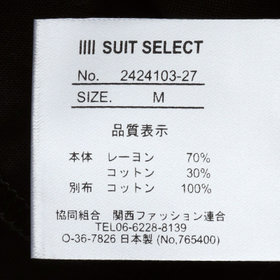 SUIT SELECT
No. 2424103-27
SIZE. M
品質表示
本体 レーヨン 70%
コットン 30%
別布 コットン 100%
協同組合 関西ファッション連合
TEL06-6228-8139
O-36-7826 日本製 (No,765400)